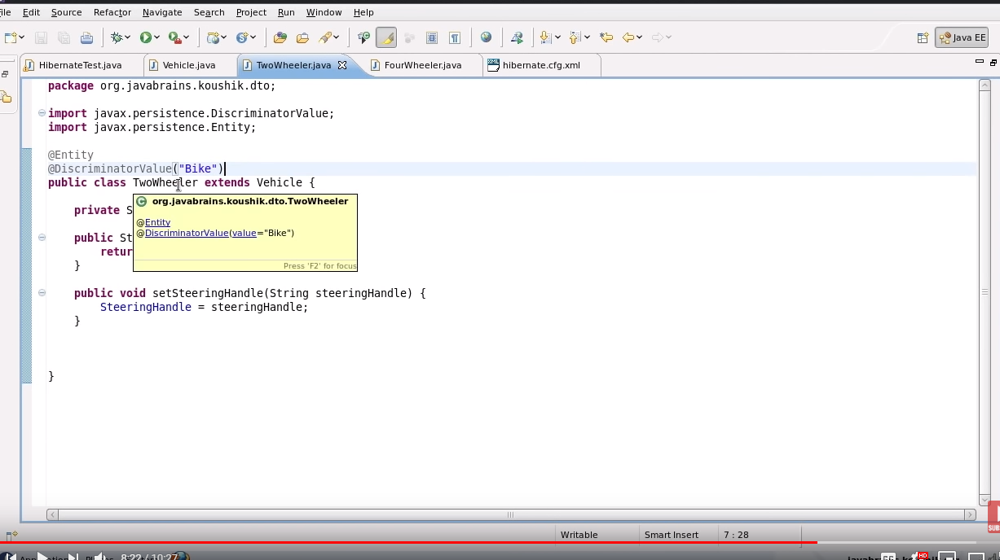 ile Edit Source Refactor Navigate Search Project Run Window Help
Java EE
HibernateTest.java Vehicle.java TwoWheeler.java FourWheeler.java hibernate.cfg.xml
package org.javabrains.koushik.dto;
import javax.persistence.DiscriminatorValue;
import javax.persistence.Entity;
@Entity
@DiscriminatorValue("Bike")
public class TwoWheeler extends Vehicle {
org.javabrains.koushik.dto.TwoWheeler
private S
@Entity
@DiscriminatorValue(value="Bike")
public St
retur
Press 'F2' for focus
}
public void setSteeringHandle(String steeringHandle) {
SteeringHandle = steeringHandle;
}
}
Writable Smart Insert 7 : 28
8:22 / 10:27
HD
SUB